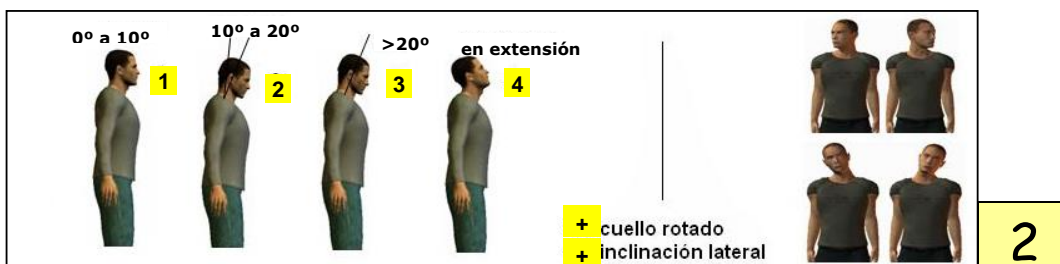 0º a 10º
1
10º a 20º
2
>20º
3
en extensión
4
+ cuello rotado
+ inclinación lateral
2